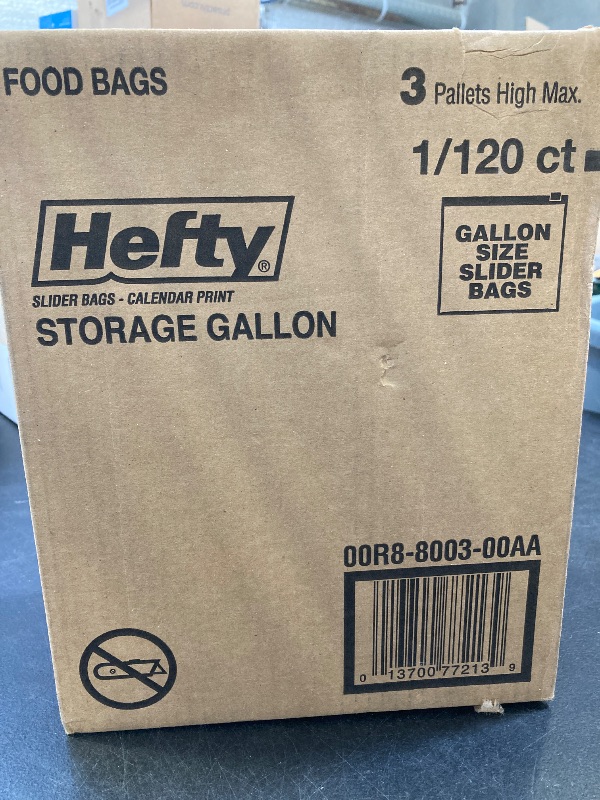 FOOD BAGS
3 Pallets High Max.
1/120 ct
Hefty®
SLIDER BAGS - CALENDAR PRINT
STORAGE GALLON
GALLON
SIZE
SLIDER
BAGS
00R8-8003-00AA
0 13700 77213 9